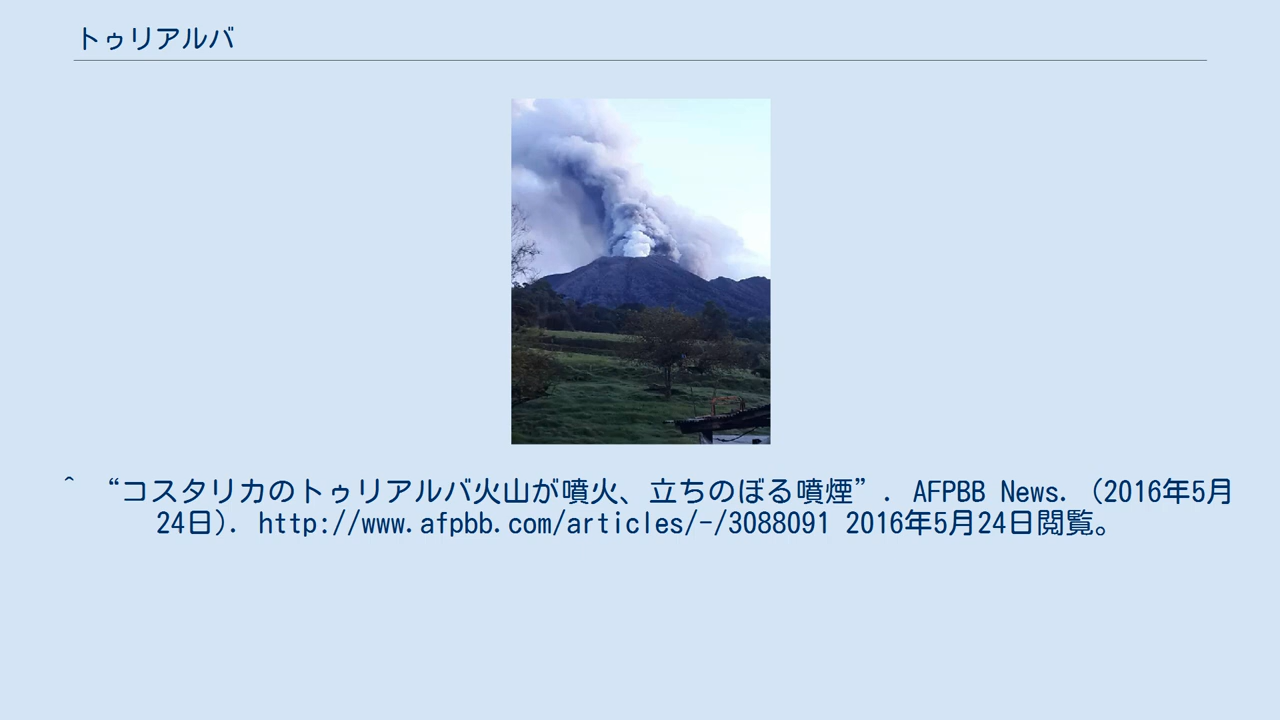 トゥリアルバ
^ “コスタリカのトゥリアルバ火山が噴火、立ちのぼる噴煙”. AFPBB News. (2016年5月
24日). http://www.afpbb.com/articles/-/3088091 2016年5月24日閲覧。